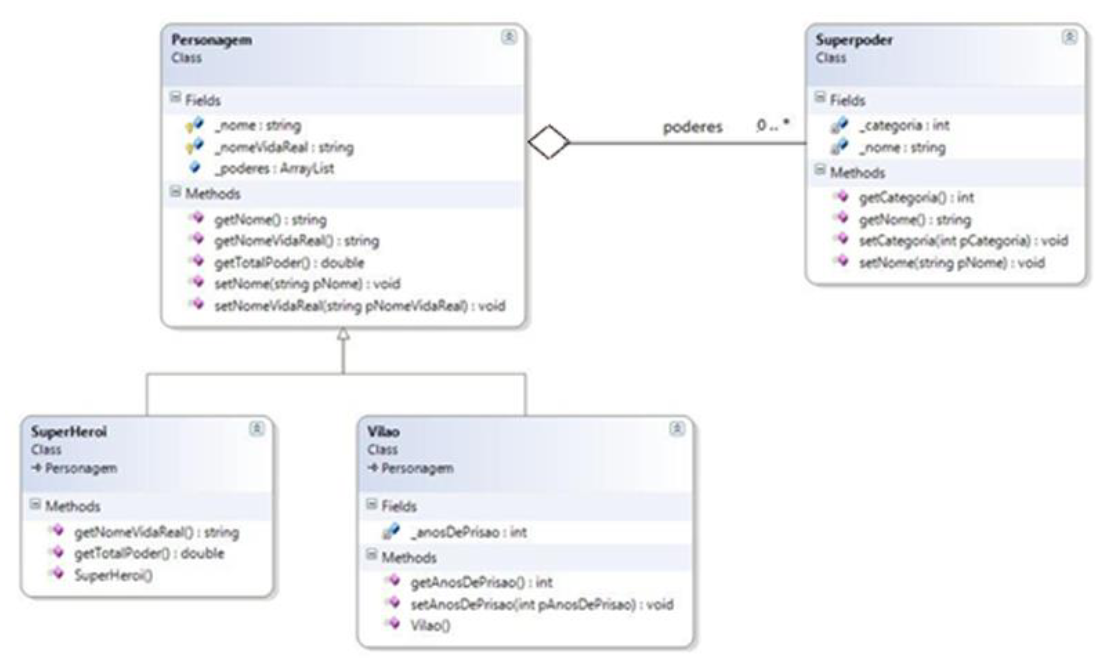 Personagem
Class
Fields
_nome : string
_nomeVidaReal : string
_poderes : ArrayList
Methods
getNome() : string
getNomeVidaReal() : string
getTotalPoder() : double
setNome(string pNome) : void
setNomeVidaReal(string pNomeVidaReal) : void
poderes 0..*
Superpoder
Class
Fields
_categoria : int
_nome : string
Methods
getCategoria() : int
getNome() : string
setCategoria(int pCategoria) : void
setNome(string pNome) : void
SuperHeroi
Class
Personagem
Methods
getNomeVidaReal() : string
getTotalPoder() : double
SuperHeroi()
Vilao
Class
Personagem
Fields
_anosDePrisao : int
Methods
getAnosDePrisao() : int
setAnosDePrisao(int pAnosDePrisao) : void
Vilao()